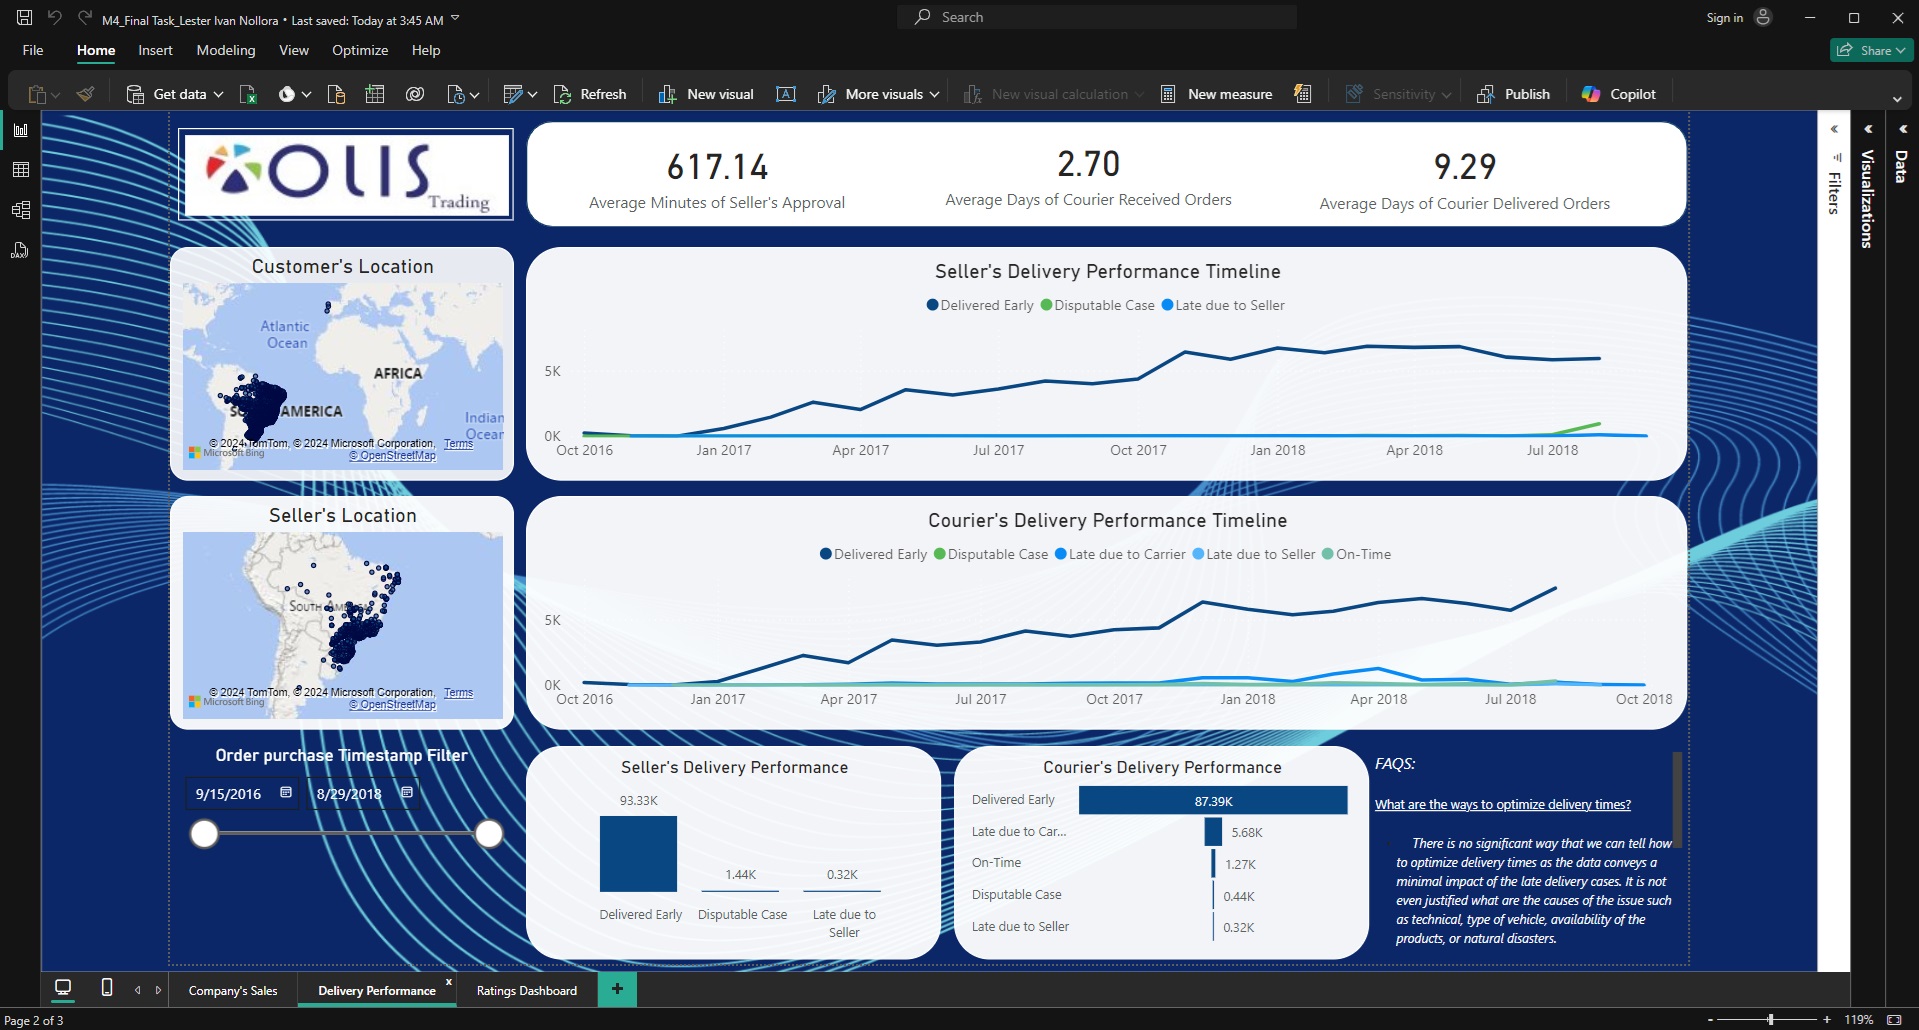 M4_Final Task_Lester Ivan Nollora • Last saved: Today at 3:45 AM
Search
Sign in
File
Home
Insert
Modeling
View
Optimize
Help
Share
Get data
Refresh
New visual
More visuals
New visual calculation
New measure
Sensitivity
Publish
Copilot
OLIS
Trading
617.14
Average Minutes of Seller's Approval
2.70
Average Days of Courier Received Orders
9.29
Average Days of Courier Delivered Orders
Filters
Visualizations
Data
Customer's Location
Atlantic
Ocean
AFRICA
AMERICA
Indian
Ocean
© 2024 TomTom, © 2024 Microsoft Corporation, Terms
Microsoft Bing
© OpenStreetMap
Seller's Delivery Performance Timeline
Delivered Early Disputable Case Late due to Seller
5K
0K
Oct 2016 Jan 2017 Apr 2017 Jul 2017 Oct 2017 Jan 2018 Apr 2018 Jul 2018
Seller's Location
© 2024 TomTom, © 2024 Microsoft Corporation, Terms
Microsoft Bing
© OpenStreetMap
Courier's Delivery Performance Timeline
Delivered Early Disputable Case Late due to Carrier Late due to Seller On-Time
5K
0K
Oct 2016 Jan 2017 Apr 2017 Jul 2017 Oct 2017 Jan 2018 Apr 2018 Jul 2018 Oct 2018
Order purchase Timestamp Filter
9/15/2016
8/29/2018
Seller's Delivery Performance
93.33K
1.44K
0.32K
Delivered Early
Disputable Case
Late due to
Seller
Courier's Delivery Performance
Delivered Early 87.39K
Late due to Car... 5.68K
On-Time 1.27K
Disputable Case 0.44K
Late due to Seller 0.32K
FAQS:
What are the ways to optimize delivery times?
There is no significant way that we can tell how
to optimize delivery times as the data conveys a
minimal impact of the late delivery cases. It is not
even justified what are the causes of the issue such
as technical, type of vehicle, availability of the
products, or natural disasters.
Company's Sales
Delivery Performance
x
Ratings Dashboard
+
Page 2 of 3
- + 119%